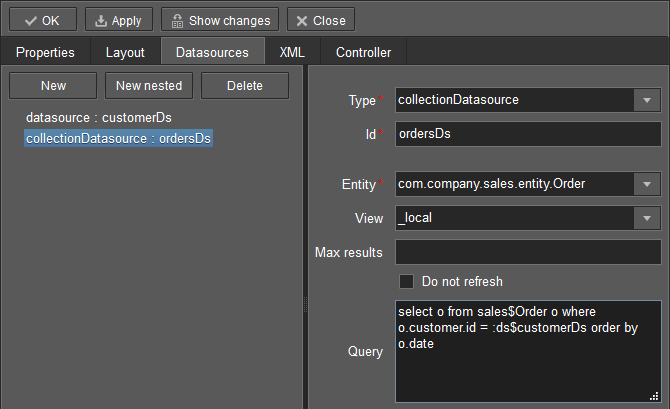 OK Apply Show changes Close
Properties Layout Datasources XML Controller
New New nested Delete
datasource : customerDs
collectionDatasource : ordersDs
Type* collectionDatasource
Id* ordersDs
Entity* com.company.sales.entity.Order
View _local
Max results
Do not refresh
Query
select o from sales$Order o where
o.customer.id = :ds$customerDs order by
o.date